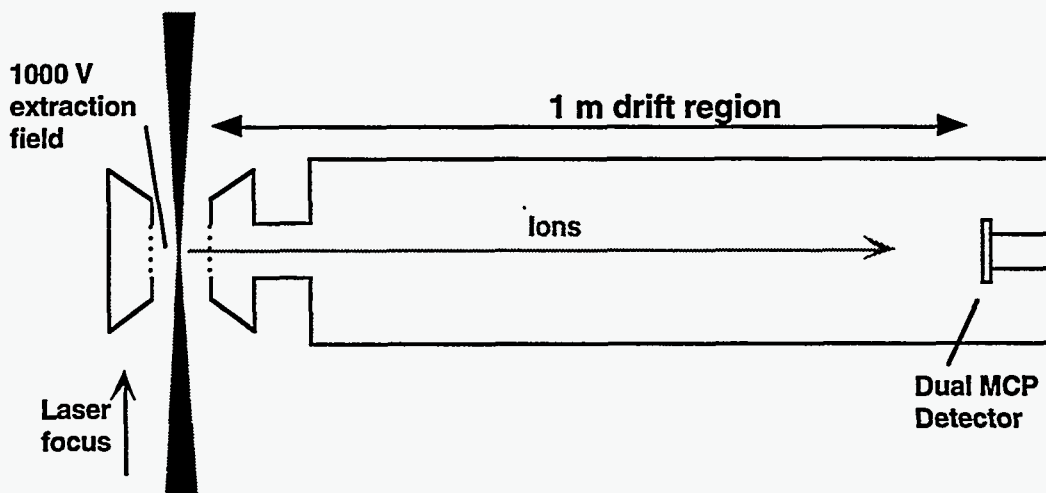 1000 V
extraction
field
1 m drift region
Ions
Laser
focus
Dual MCP
Detector